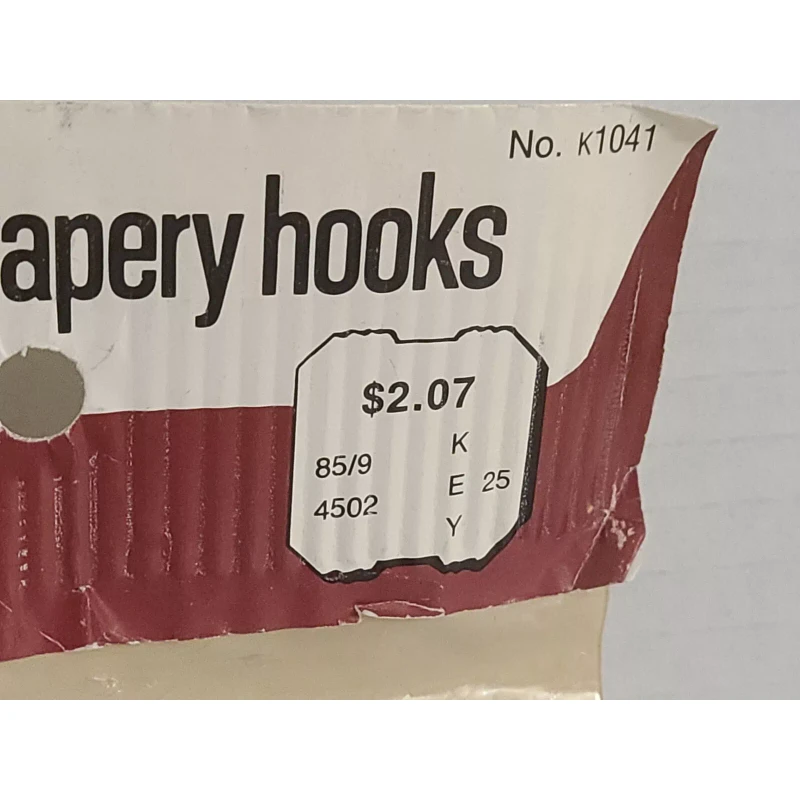 No. K1041
apery hooks
$2.07
85/9
4502
K
E 25
Y